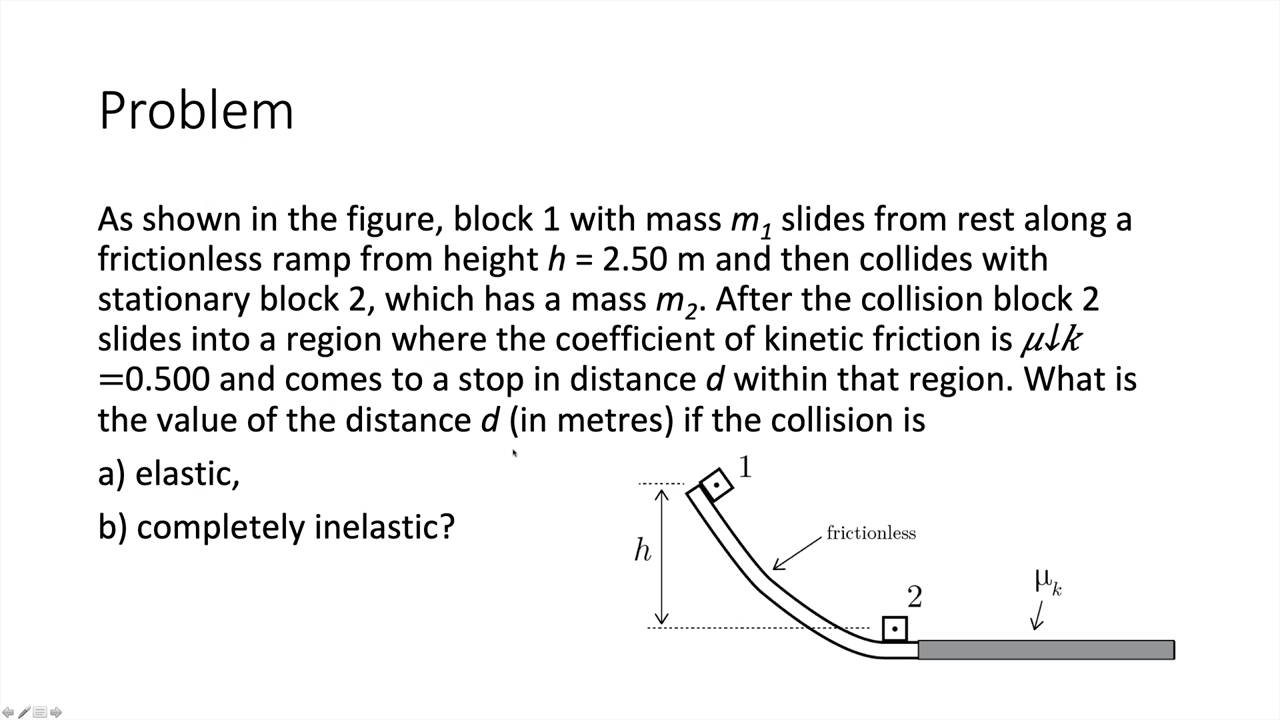 Problem
As shown in the figure, block 1 with mass m₁ slides from rest along a
frictionless ramp from height h = 2.50 m and then collides with
stationary block 2, which has a mass m₂. After the collision block 2
slides into a region where the coefficient of kinetic friction is μ↓k
=0.500 and comes to a stop in distance d within that region. What is
the value of the distance d (in metres) if the collision is
a) elastic,
b) completely inelastic?
1
h
frictionless
2
μₖ